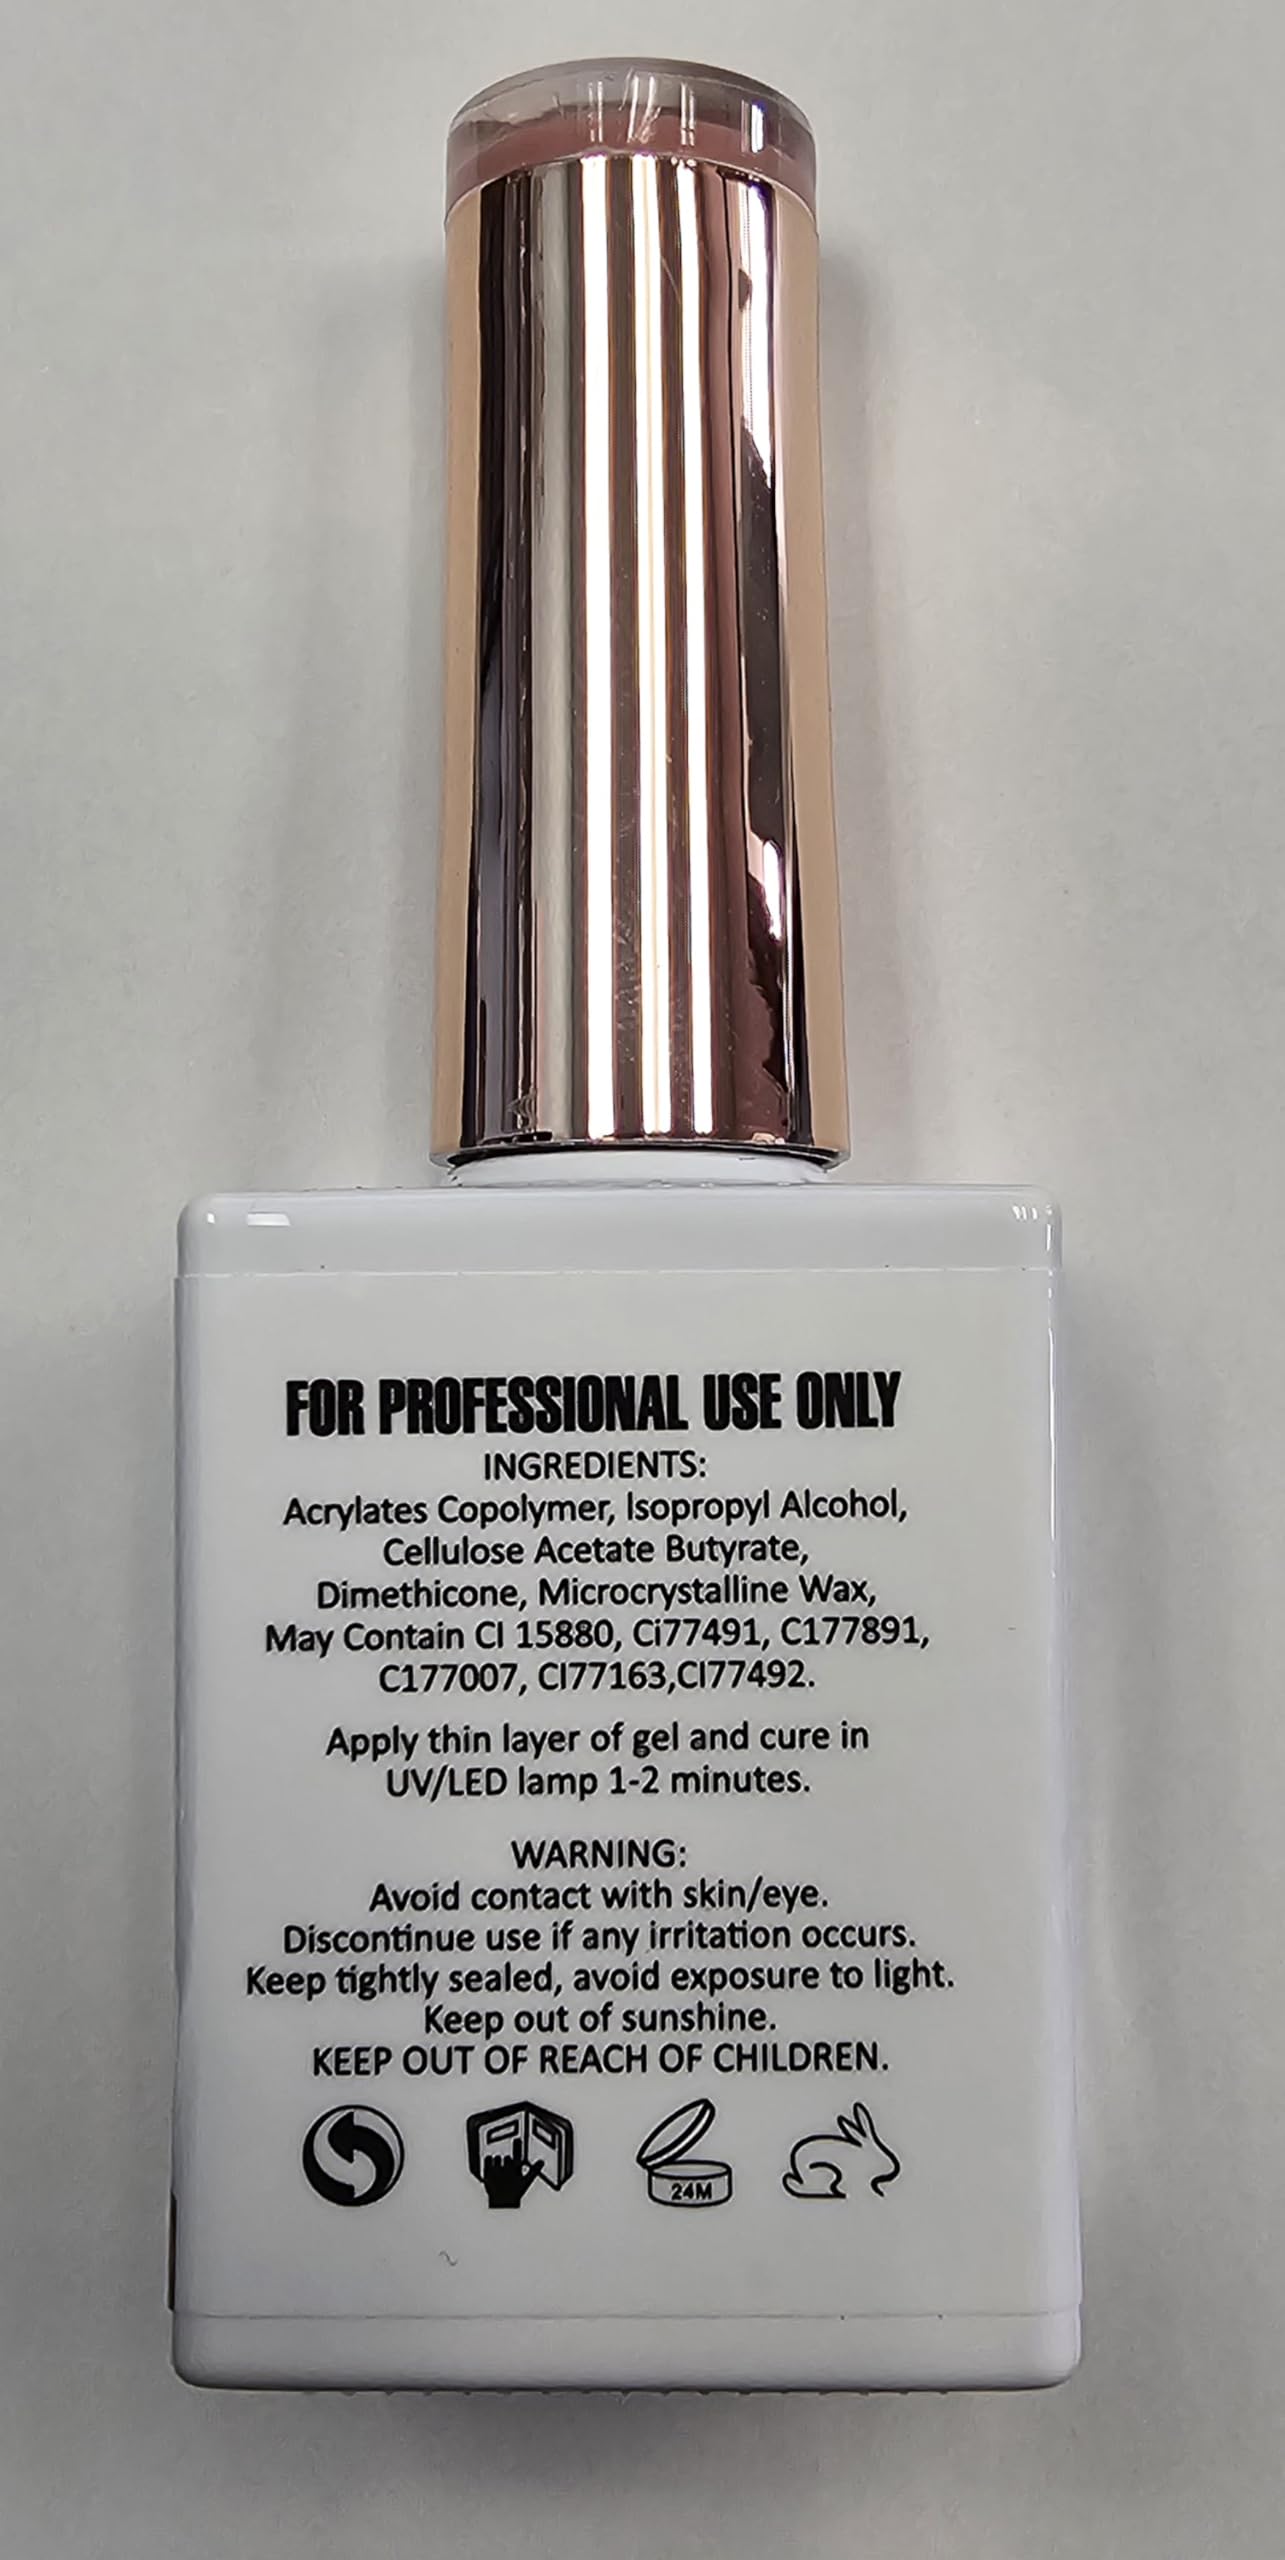 FOR PROFESSIONAL USE ONLY
INGREDIENTS:
Acrylates Copolymer, Isopropyl Alcohol,
Cellulose Acetate Butyrate,
Dimethicone, Microcrystalline Wax,
May Contain CI 15880, Ci77491, C177891,
C177007, CI77163,CI77492.
Apply thin layer of gel and cure in
UV/LED lamp 1-2 minutes.
WARNING:
Avoid contact with skin/eye.
Discontinue use if any irritation occurs.
Keep tightly sealed, avoid exposure to light.
Keep out of sunshine.
KEEP OUT OF REACH OF CHILDREN.
24M